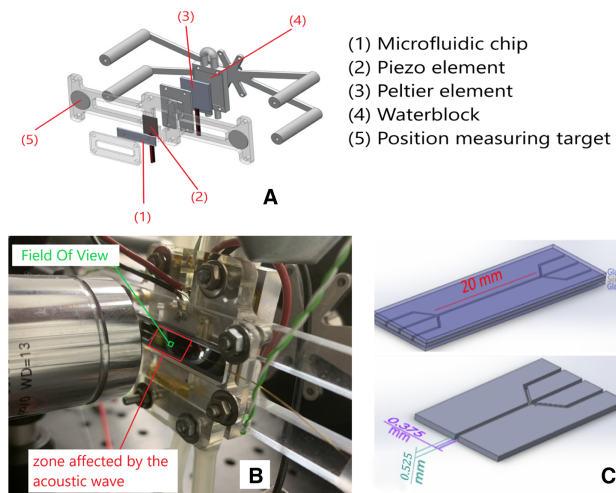 (3)
(4)
(5)
(2)
(1)
A
(1) Microfluidic chip
(2) Piezo element
(3) Peltier element
(4) Waterblock
(5) Position measuring target
Field Of View
WD=13
zone affected by the
acoustic wave
B
20 mm
0.375
mm
0.525
mm
C